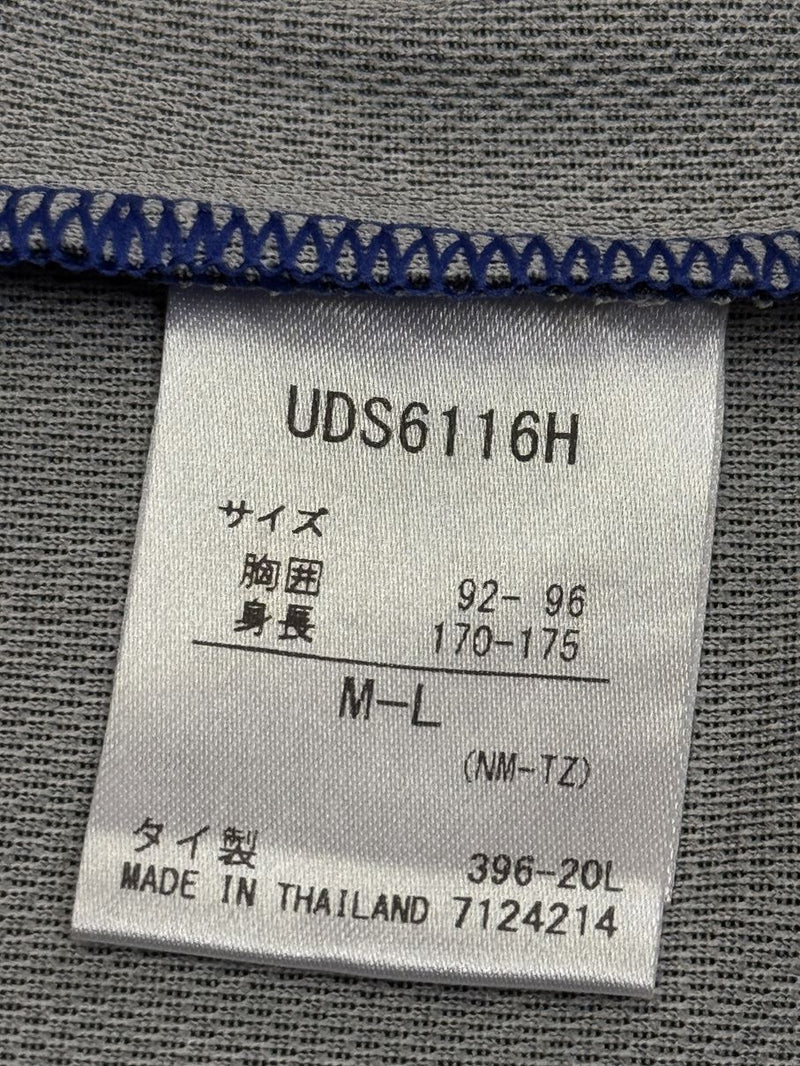 UDS6116H
サイズ
胸囲 92- 96
身長 170-175
M-L
(NM-TZ)
タイ製 396-20L
MADE IN THAILAND 7124214